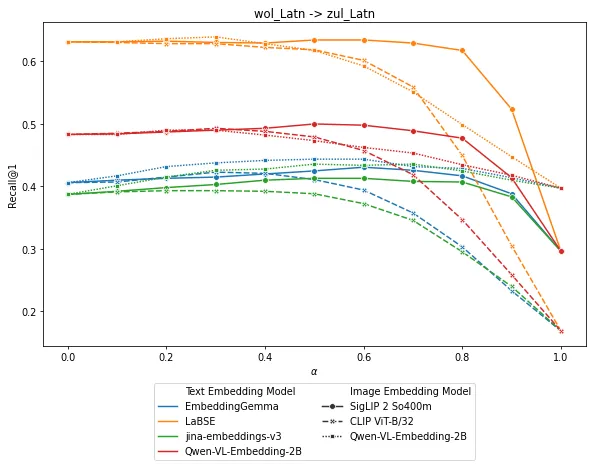 wol_Latn -> zul_Latn
Recall@1
0.6
0.5
0.4
0.3
0.2
0.0
0.2
0.4
0.6
0.8
1.0
α
Text Embedding Model
EmbeddingGemma
LaBSE
jina-embeddings-v3
Qwen-VL-Embedding-2B
Image Embedding Model
SigLIP 2 So400m
CLIP ViT-B/32
Qwen-VL-Embedding-2B